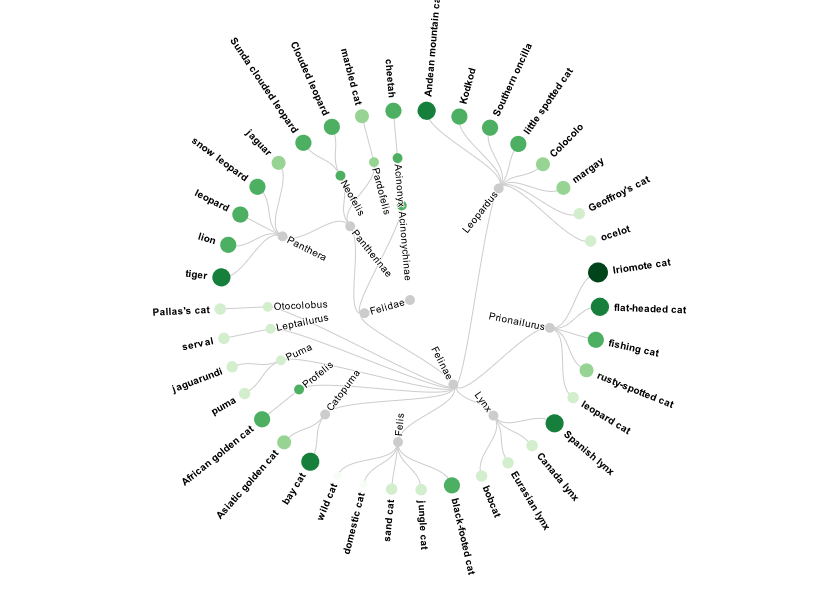 Andean mountain ca
Kodkod
Southern oncilla
little spotted cat
Colocolo
margay
Geoffroy's cat
ocelot
Leopardus
Iriomote cat
flat-headed cat
fishing cat
rusty-spotted cat
leopard cat
Prionailurus
Spanish lynx
Canada lynx
Eurasian lynx
bobcat
Lynx
black-footed cat
jungle cat
sand cat
domestic cat
wild cat
Felis
bay cat
Asiatic golden cat
Catopuma
African golden cat
Profelis
puma
jaguarundi
Puma
serval
Leptailurus
Pallas's cat
Otocolobus
Felinae
Felidae
tiger
lion
leopard
snow leopard
jaguar
Panthera
Sunda clouded leopard
Clouded leopard
Neofelis
marbled cat
Pardofelis
Pantherinae
cheetah
Acinonyx
Acinonychinae